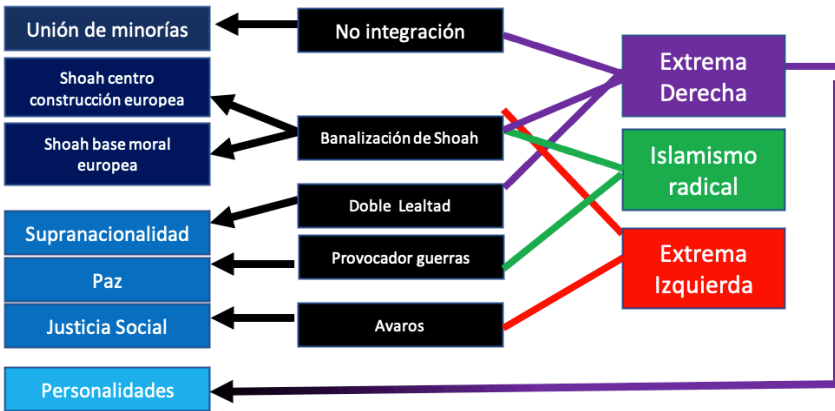 Unión de minorías
Shoah centro
construcción europea
Shoah base moral
europea
Supranacionalidad
Paz
Justicia Social
Personalidades
No integración
Banalización de Shoah
Doble Lealtad
Provocador guerras
Avaros
Extrema
Derecha
Islamismo
radical
Extrema
Izquierda